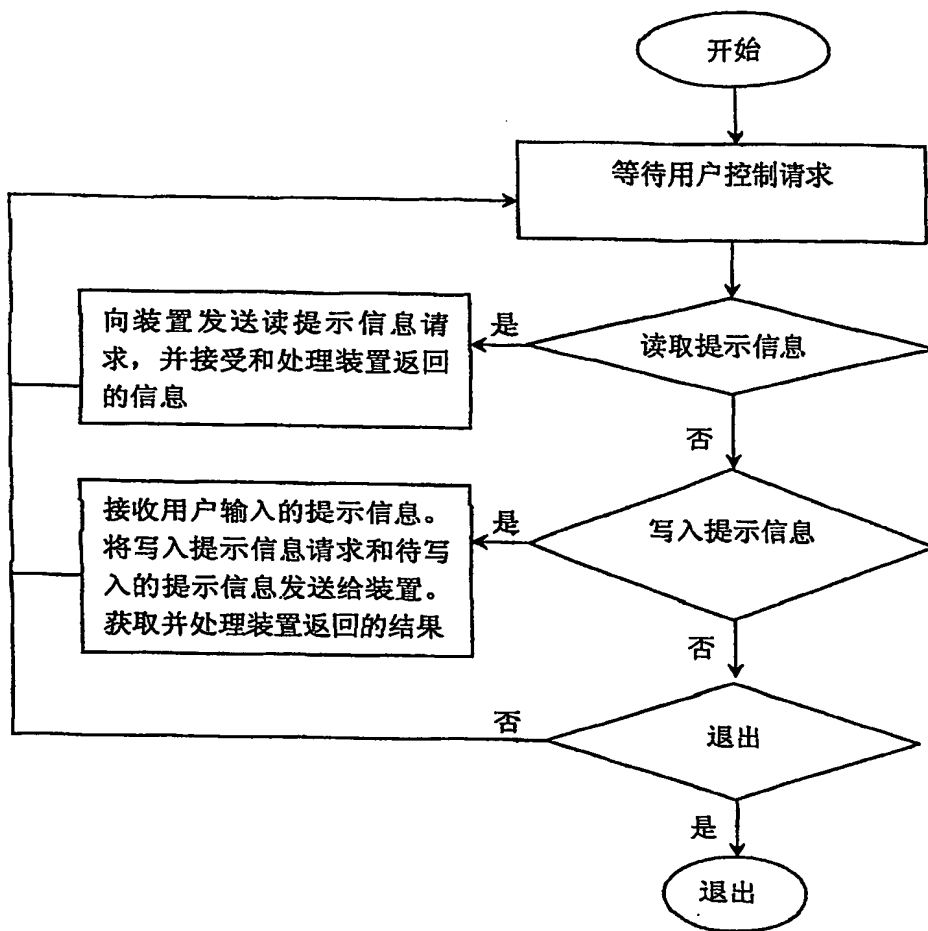 开始
等待用户控制请求
向装置发送读提示信息请
求，并接受和处理装置返回
的信息
是
读取提示信息
否
接收用户输入的提示信息。
将写入提示信息请求和待写
入的提示信息发送给装置。
获取并处理装置返回的结果
是
写入提示信息
否
否
退出
是
退出